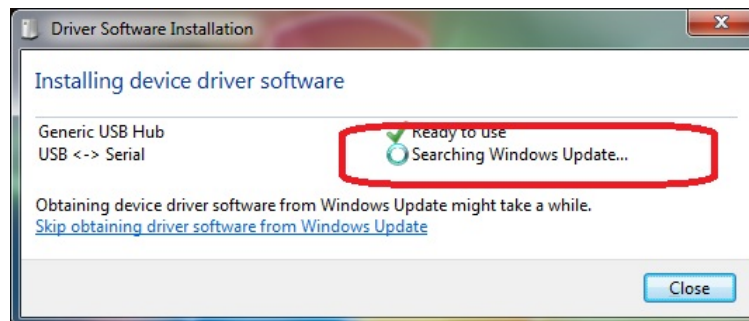 Driver Software Installation
Installing device driver software
Generic USB Hub Ready to use
USB <-> Serial Searching Windows Update...
Obtaining device driver software from Windows Update might take a while.
Skip obtaining driver software from Windows Update
Close